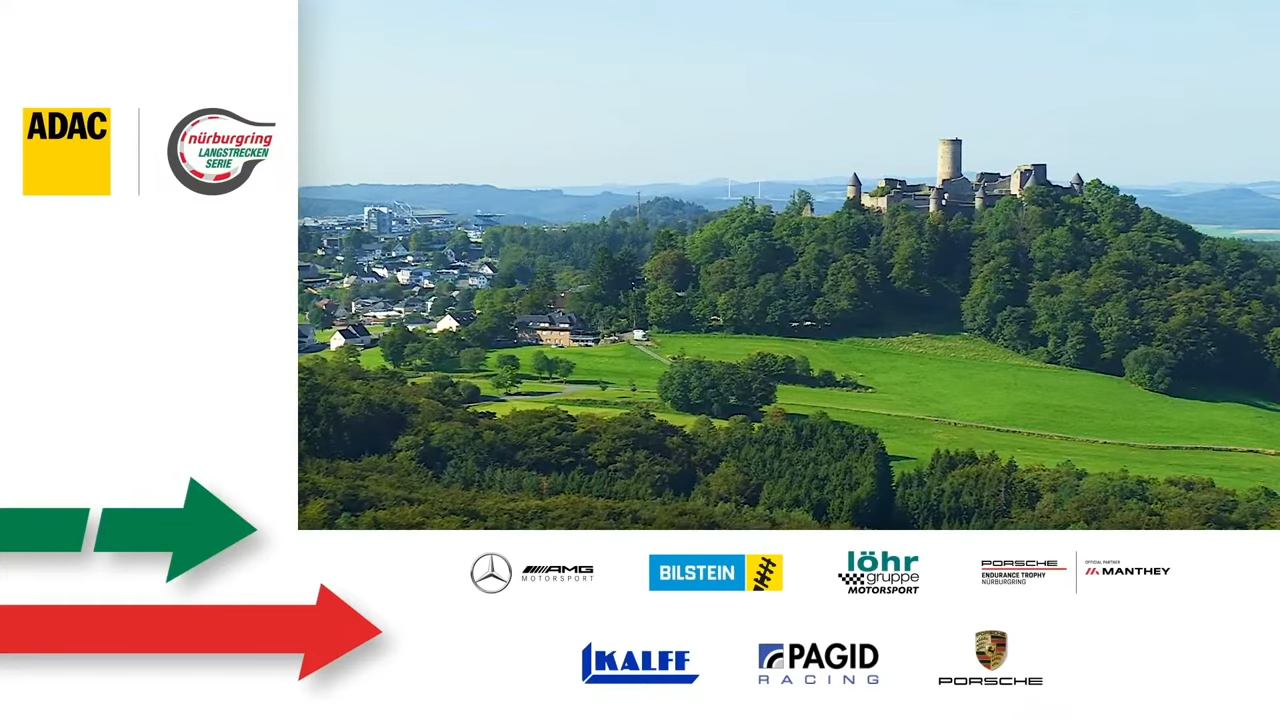 ADAC
nürburgring
LANGSTRECKEN
SERIE
AMG
MOTORSPORT
BILSTEIN
löhr
gruppe
MOTORSPORT
PORSCHE
ENDURANCE TROPHY
NÜRBURGRING
OFFICIAL PARTNER
MANTHEY
KALFF
PAGID
RACING
PORSCHE
PORSCHE